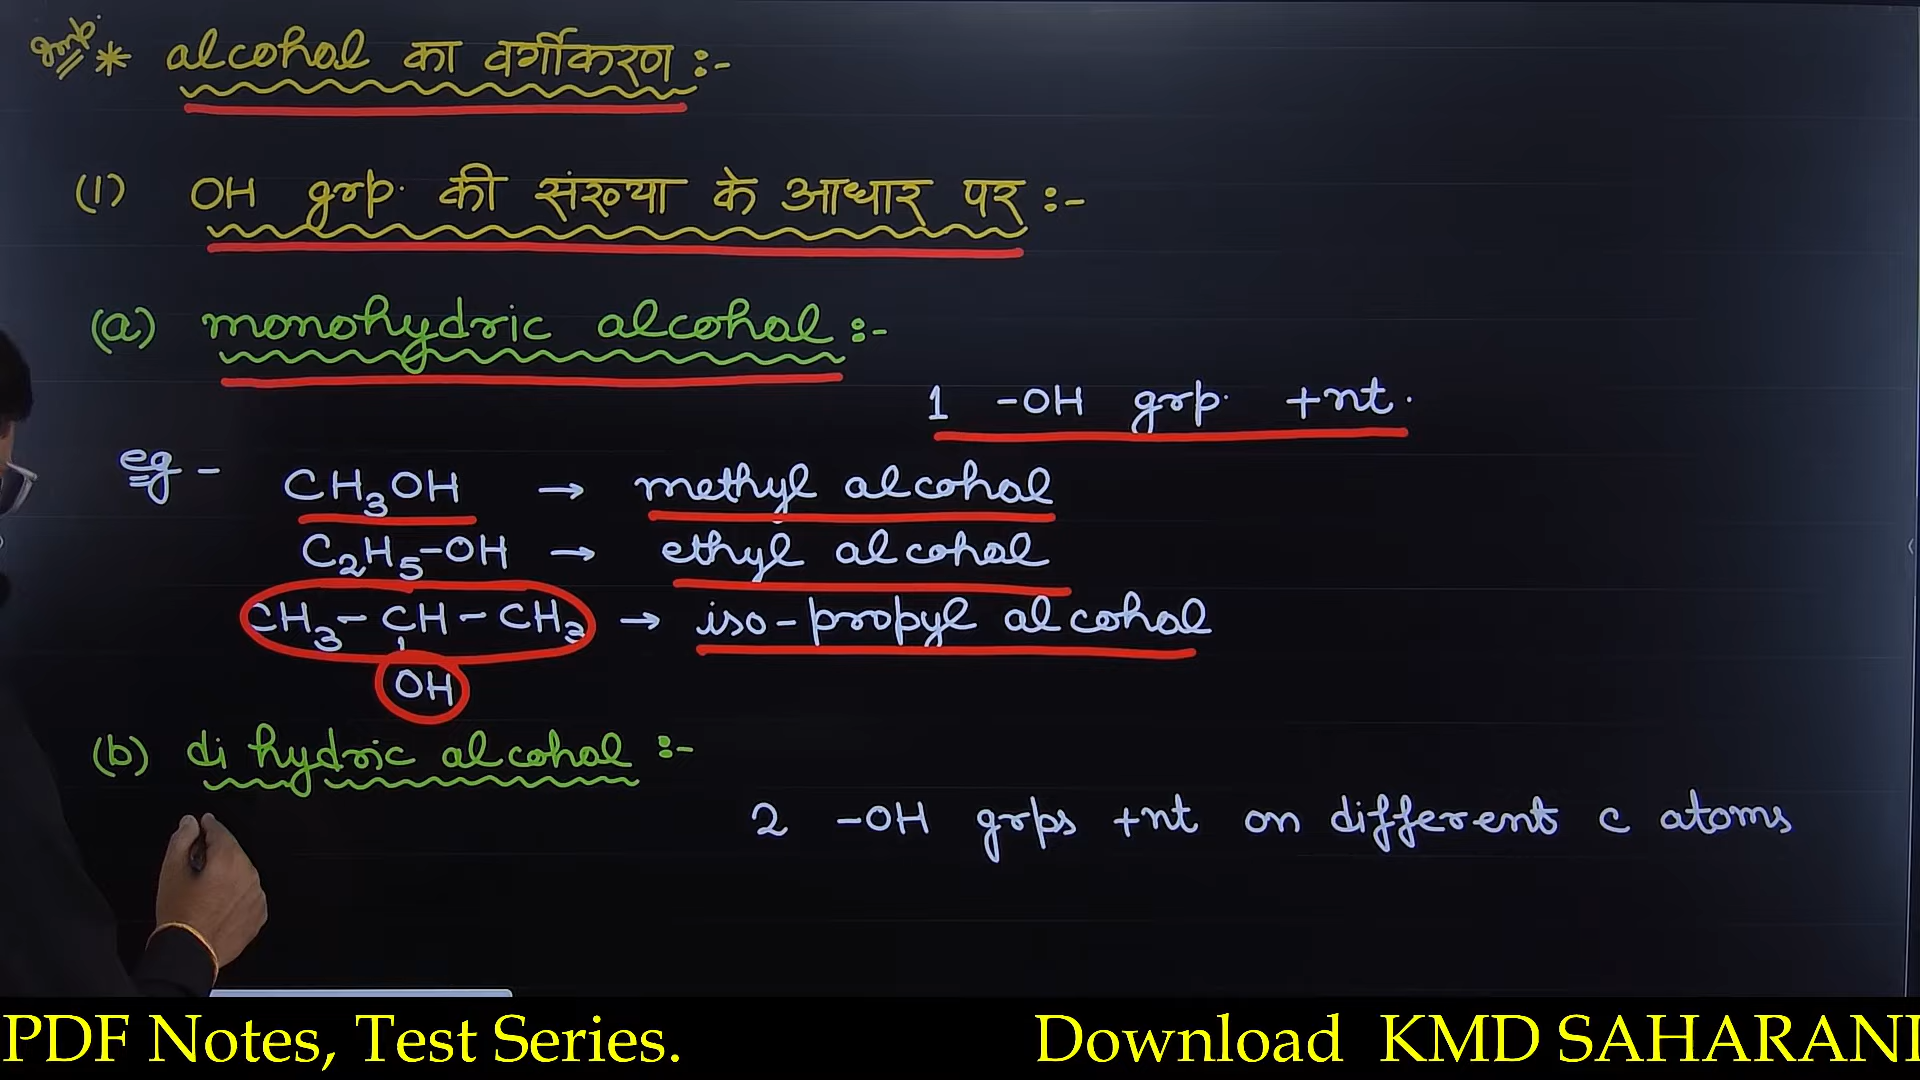 Imp. * alcohol का वर्गीकरण :-
(1) OH grp. की संख्या के आधार पर :-
(a) monohydric alcohol :-
1 -OH grp. +nt.
eg - CH₃OH → methyl alcohol
C₂H₅-OH → ethyl alcohol
CH₃-CH-CH₃ → iso-propyl alcohol
OH
(b) di hydric alcohol :-
2 -OH grps +nt on different c atoms
PDF Notes, Test Series. Download KMD SAHARANI